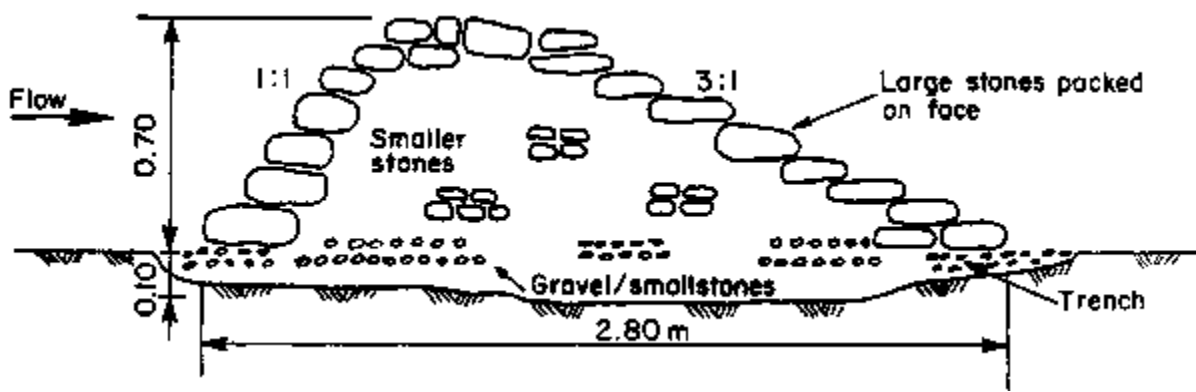 1:1
3:1
Large stones packed
on face
Flow
0.70
Smaller
stones
0.10
Gravel/smallstones
Trench
2.80 m